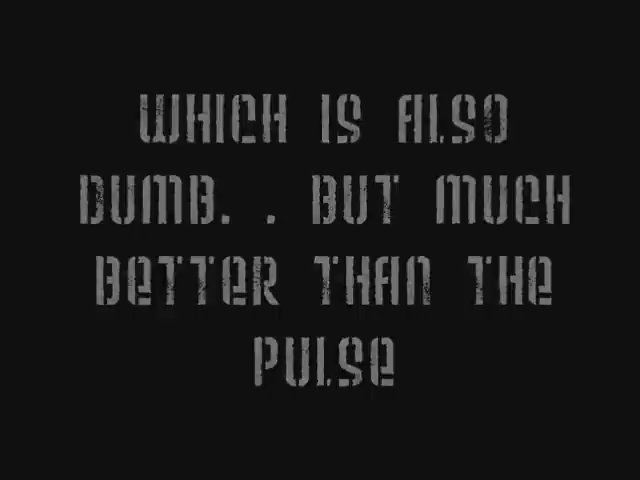 WHICH IS ALSO
DUMB. . BUT MUCH
BETTER THAN THE
PULSE